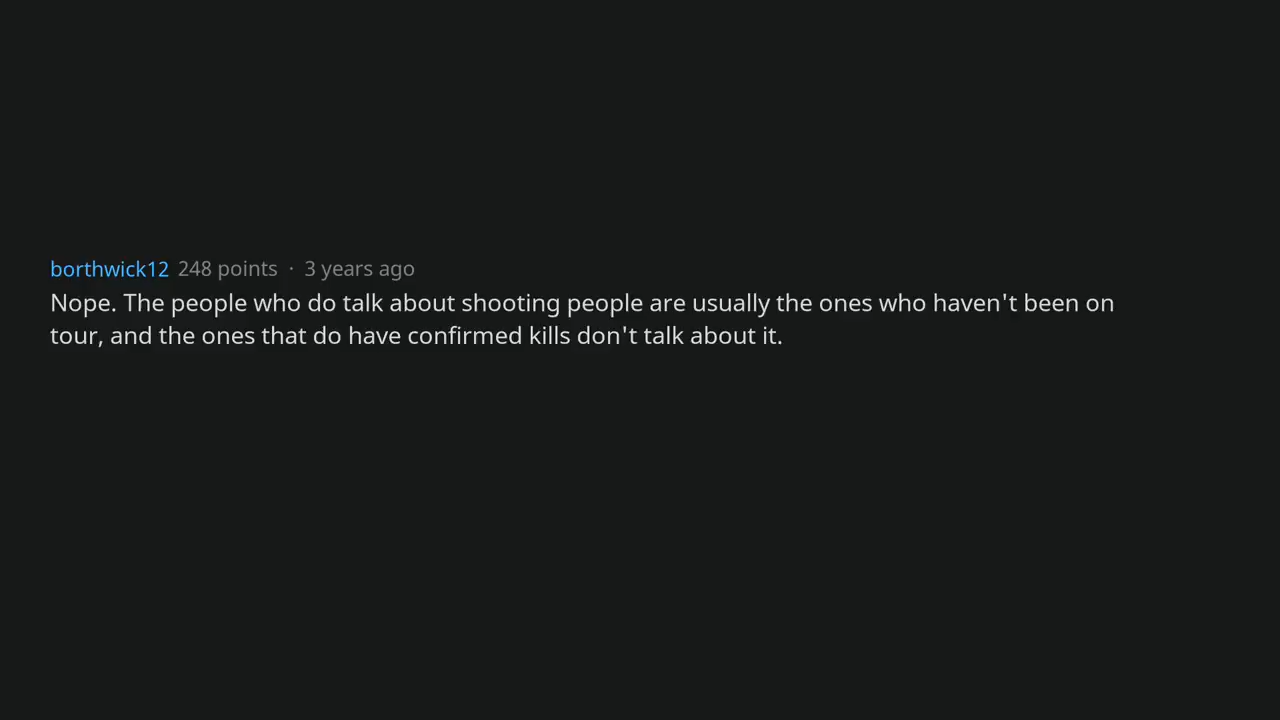 borthwick12 248 points · 3 years ago
Nope. The people who do talk about shooting people are usually the ones who haven't been on
tour, and the ones that do have confirmed kills don't talk about it.